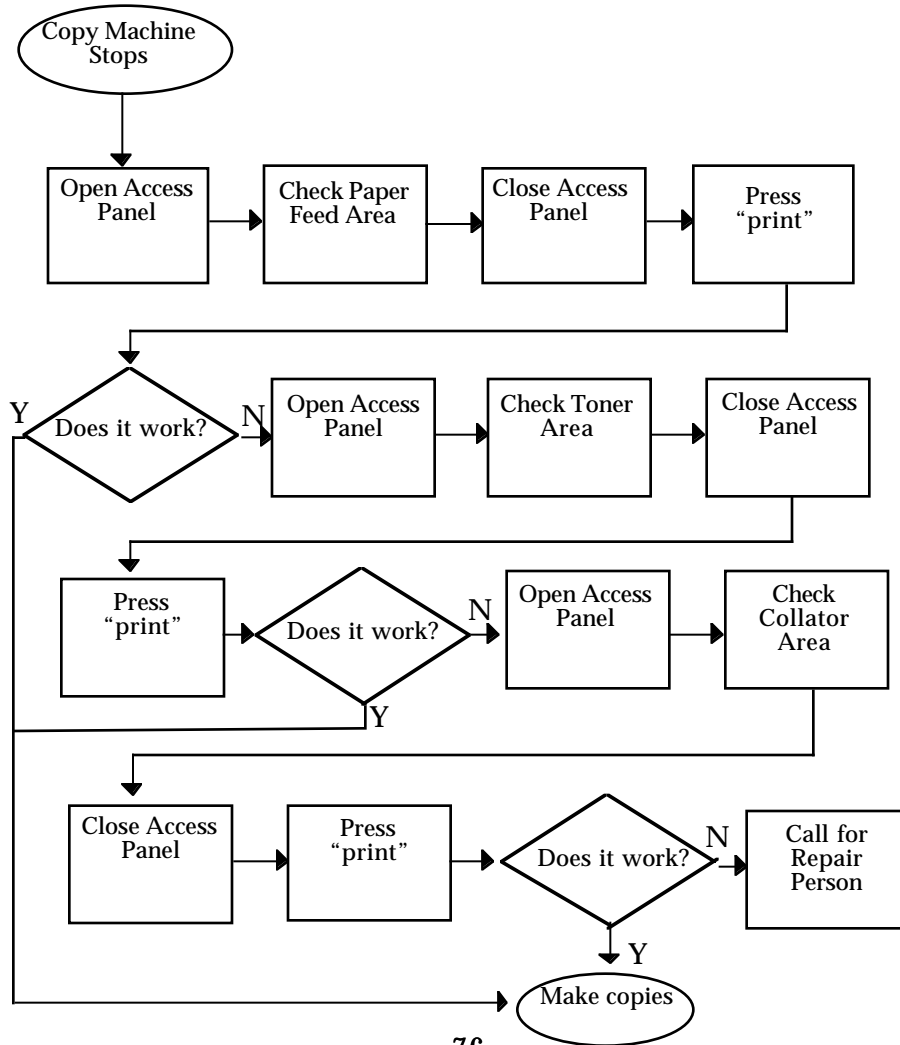 Copy Machine
Stops
Open Access
Panel
Check Paper
Feed Area
Close Access
Panel
Press
“print”
Y
Does it work?
N
Open Access
Panel
Check Toner
Area
Close Access
Panel
Press
“print”
Does it work?
N
Y
Open Access
Panel
Check
Collator
Area
Close Access
Panel
Press
“print”
Does it work?
N
Y
Call for
Repair
Person
Make copies